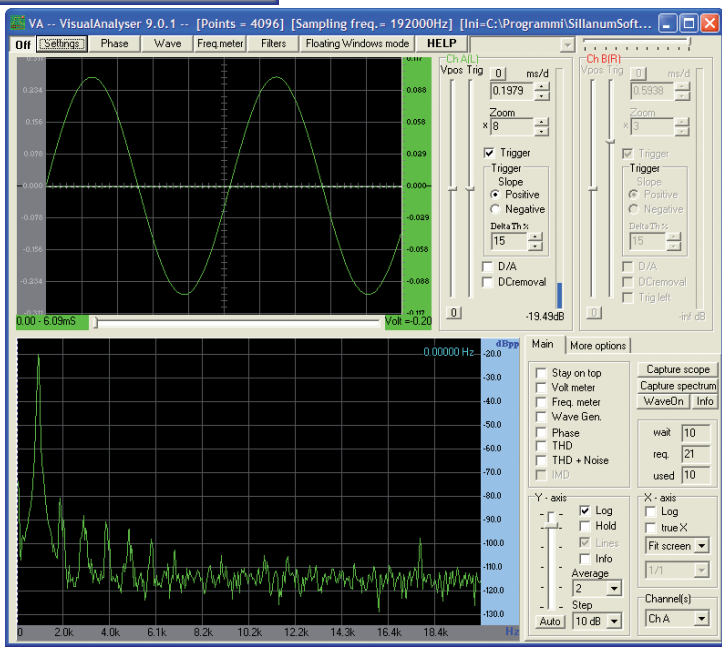 VA -- VisualAnalyser 9.0.1 -- [Points = 4096] [Sampling freq.= 192000Hz] [Ini=C:\Programmi\SillanumSoft...
Off Settings Phase Wave Freq.meter Filters Floating Windows mode HELP
0.234
0.156
0.078
-0.000
-0.078
-0.156
-0.234
0.117
0.088
0.058
0.029
0.000
-0.029
-0.058
-0.088
-0.117
0.00 - 6.09mS
Volt =-0.20
Ch A(L)
Vpos Trig 0 ms/d
0.1979
Zoom
× 8
Trigger
Trigger
Slope
Positive
Negative
Delta Th %
15
D/A
DCremoval
0
-19.49dB
Ch B(R)
Vpos Trig 0 ms/d
0.5938
Zoom
× 3
Trigger
Trigger
Slope
Positive
Negative
Delta Th %
15
D/A
DCremoval
Trig left
0
-inf dB
0.00000 Hz
dBpp
-20.0
-30.0
-40.0
-50.0
-60.0
-70.0
-80.0
-90.0
-100.0
-110.0
-120.0
-130.0
0 2.0k 4.0k 6.1k 8.2k 10.2k 12.2k 14.3k 16.4k 18.4k Hz
Main More options
Stay on top
Volt meter
Freq. meter
Wave Gen.
Phase
THD
THD + Noise
IMD
Capture scope
Capture spectrum
WaveOn Info
wait 10
req. 21
used 10
Y - axis
Log
Hold
Lines
Info
Average
2
Step
Auto 10 dB
X - axis
Log
true X
Fit screen
1/1
Channel(s)
Ch A